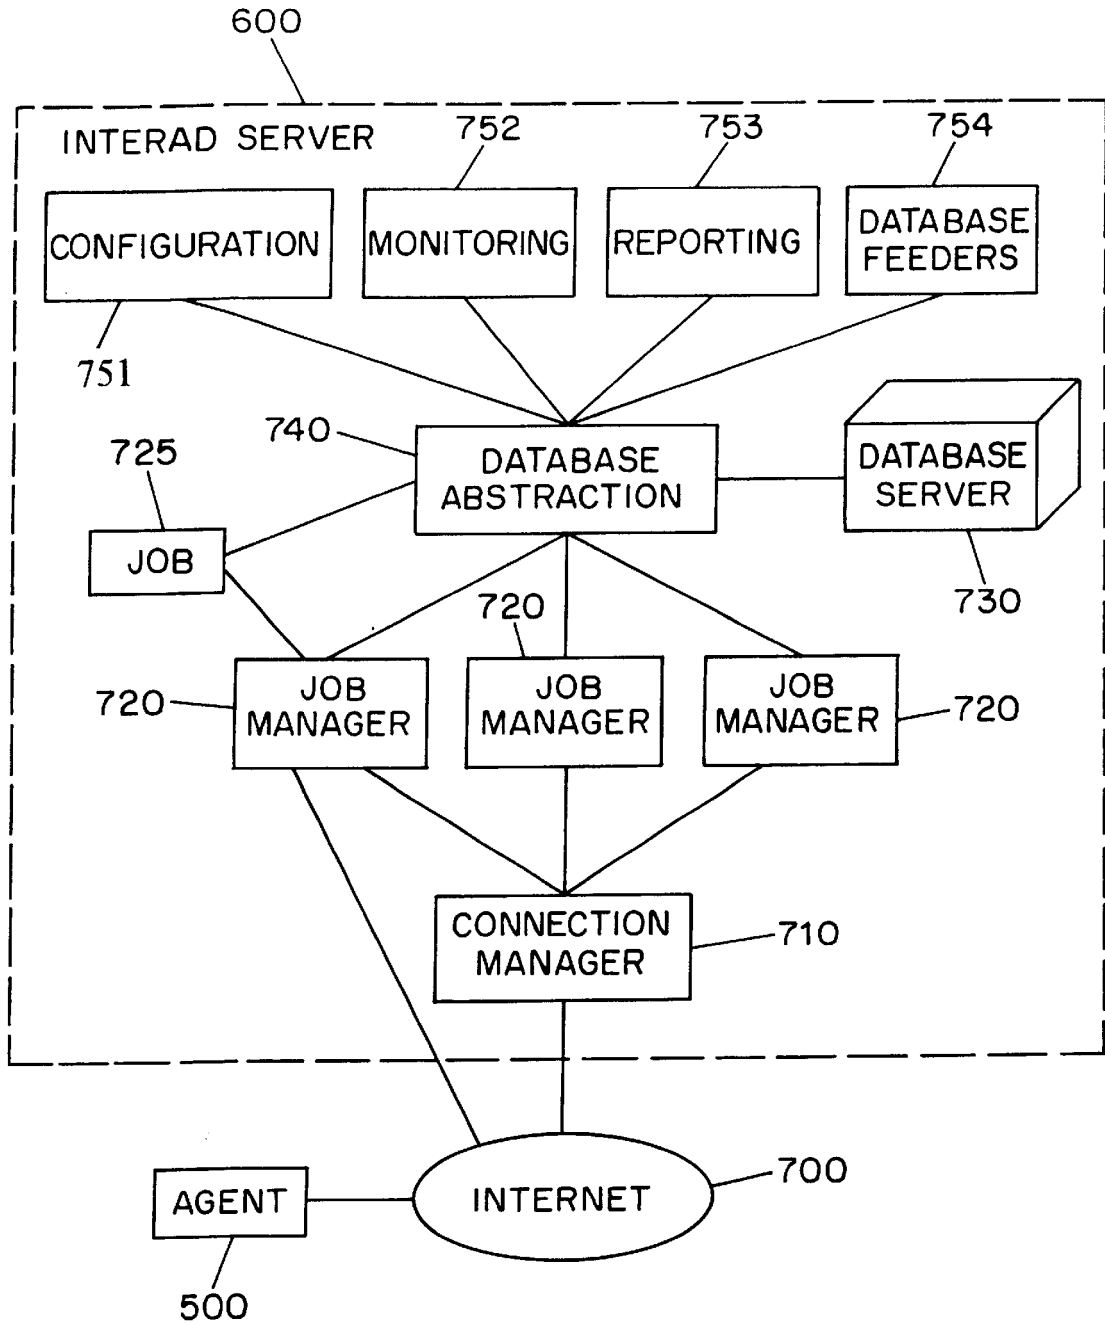 600
INTERAD SERVER
752
753
754
CONFIGURATION
MONITORING
REPORTING
DATABASE
FEEDERS
751
740
725
DATABASE
ABSTRACTION
DATABASE
SERVER
JOB
730
720
720
JOB
MANAGER
JOB
MANAGER
JOB
MANAGER
720
CONNECTION
MANAGER
710
700
AGENT
INTERNET
500